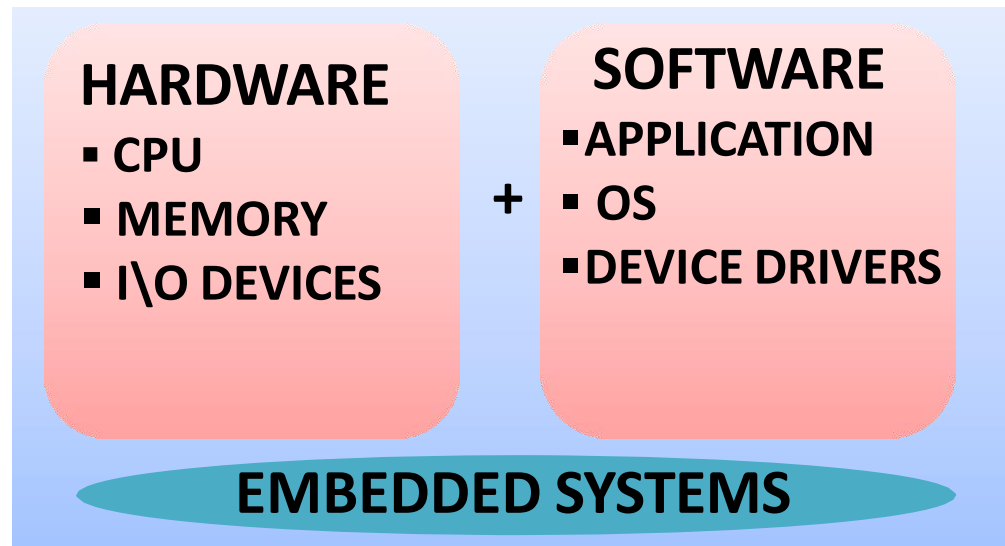 HARDWARE
▪ CPU
▪ MEMORY
▪ I\O DEVICES
+
SOFTWARE
▪APPLICATION
▪ OS
▪DEVICE DRIVERS
EMBEDDED SYSTEMS